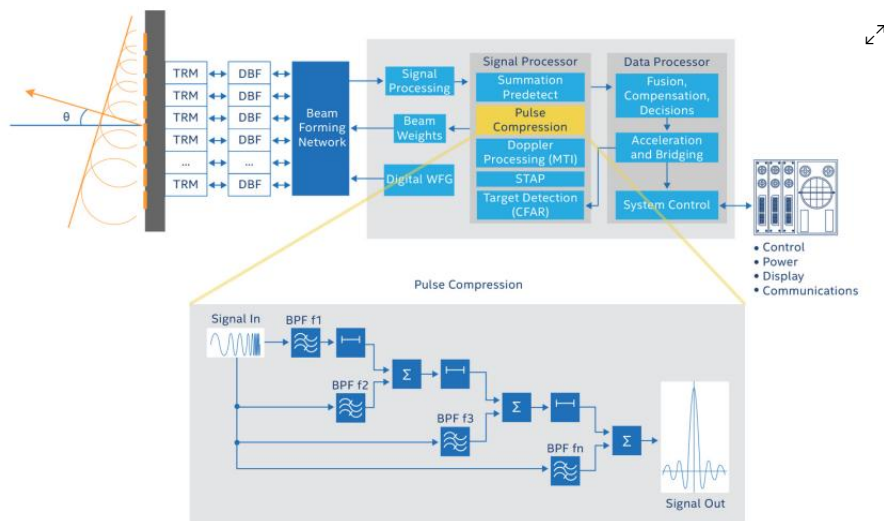 θ
TRM
TRM
TRM
TRM
...
TRM
DBF
DBF
DBF
DBF
...
DBF
Beam
Forming
Network
Signal
Processing
Beam
Weights
Digital WFG
Signal Processor
Summation
Predetect
Pulse
Compression
Doppler
Processing (MTI)
STAP
Target Detection
(CFAR)
Data Processor
Fusion,
Compensation,
Decisions
Acceleration
and Bridging
System Control
• Control
• Power
• Display
• Communications
Pulse Compression
Signal In
BPF f1
Σ
BPF f2
Σ
BPF f3
Σ
BPF fn
Signal Out